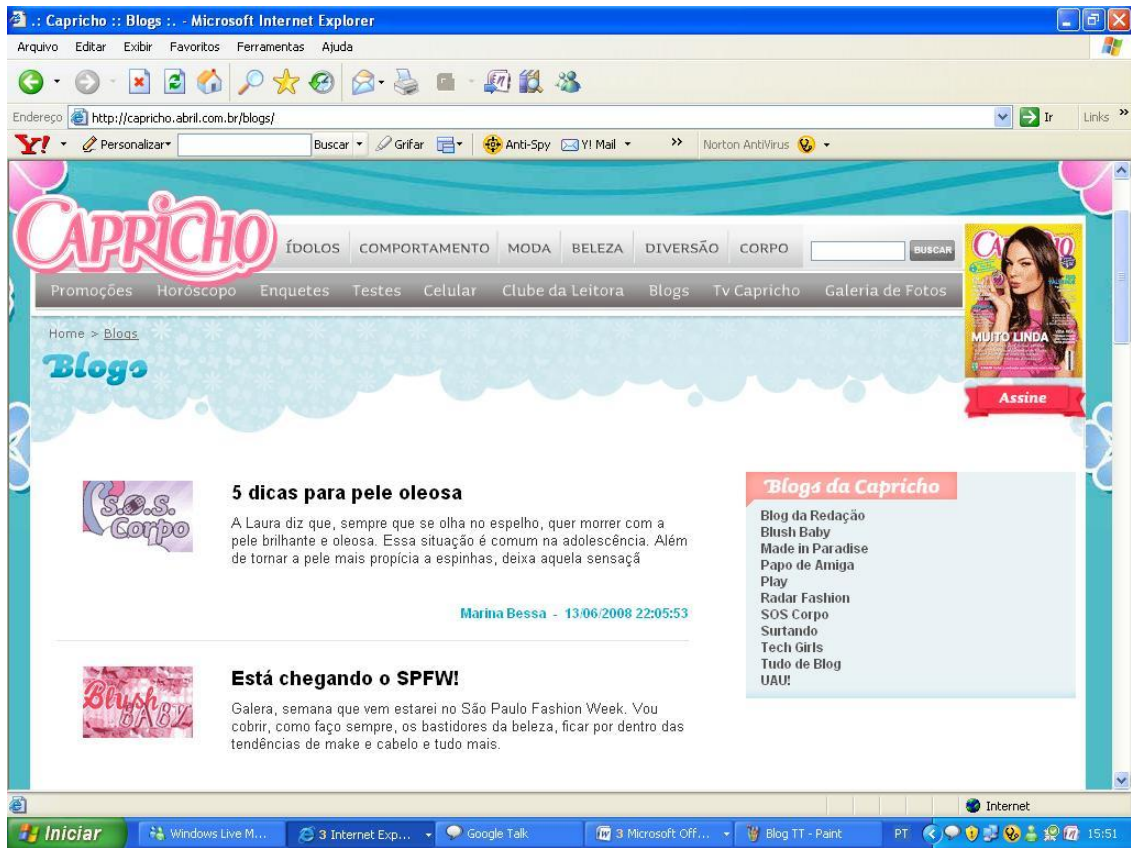 .: Capricho :: Blogs :. - Microsoft Internet Explorer
Arquivo Editar Exibir Favoritos Ferramentas Ajuda
Endereço http://capricho.abril.com.br/blogs/ Ir Links »
Y! Personalizar Buscar Grifar Anti-Spy Y! Mail » Norton AntiVirus
CAPRICHO
ÍDOLOS COMPORTAMENTO MODA BELEZA DIVERSÃO CORPO BUSCAR
Promoções Horóscopo Enquetes Testes Celular Clube da Leitora Blogs Tv Capricho Galeria de Fotos
MUITO LINDA
Assine
Home > Blogs
Blogs
S.O.S. Corpo
5 dicas para pele oleosa
A Laura diz que, sempre que se olha no espelho, quer morrer com a
pele brilhante e oleosa. Essa situação é comum na adolescência. Além
de tornar a pele mais propícia a espinhas, deixa aquela sensaçã
Marina Bessa - 13/06/2008 22:05:53
Blush BABY
Está chegando o SPFW!
Galera, semana que vem estarei no São Paulo Fashion Week. Vou
cobrir, como faço sempre, os bastidores da beleza, ficar por dentro das
tendências de make e cabelo e tudo mais.
Blogs da Capricho
Blog da Redação
Blush Baby
Made in Paradise
Papo de Amiga
Play
Radar Fashion
SOS Corpo
Surtando
Tech Girls
Tudo de Blog
UAU!
Internet
Iniciar Windows Live M... 3 Internet Exp... Google Talk 3 Microsoft Off... Blog TT - Paint PT 15:51